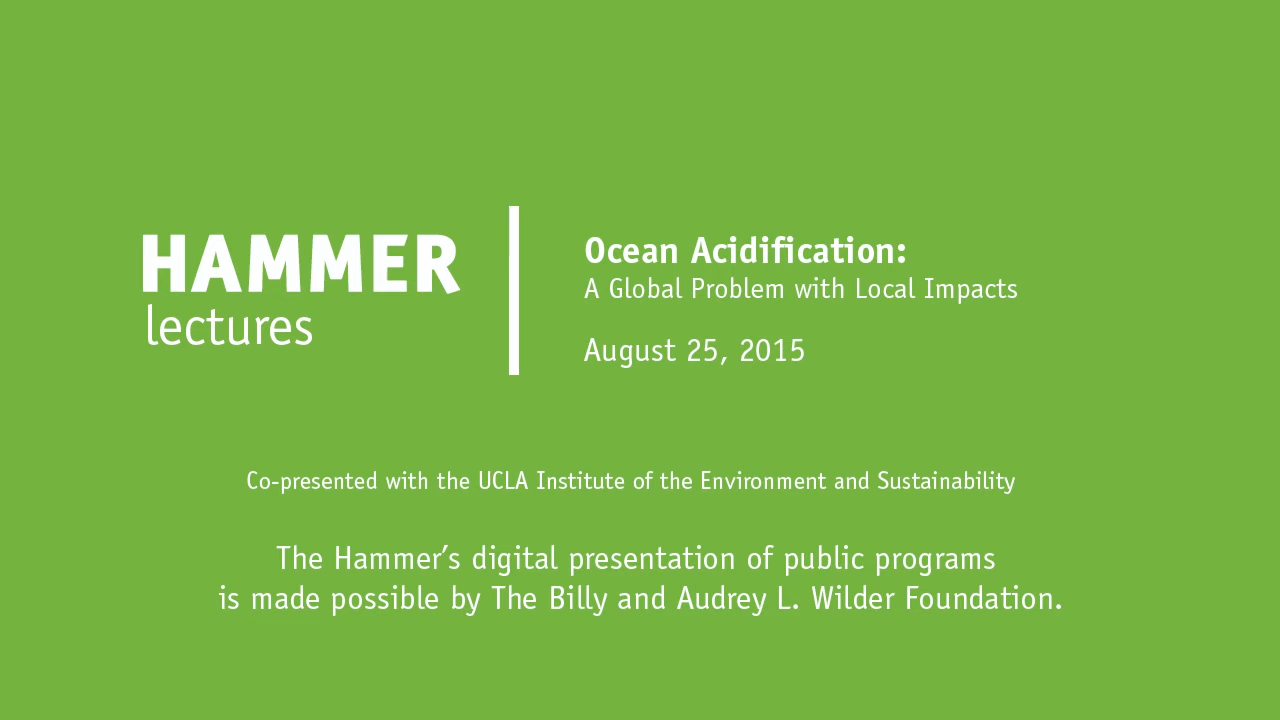 HAMMER
lectures
Ocean Acidification:
A Global Problem with Local Impacts
August 25, 2015
Co-presented with the UCLA Institute of the Environment and Sustainability
The Hammer’s digital presentation of public programs
is made possible by The Billy and Audrey L. Wilder Foundation.